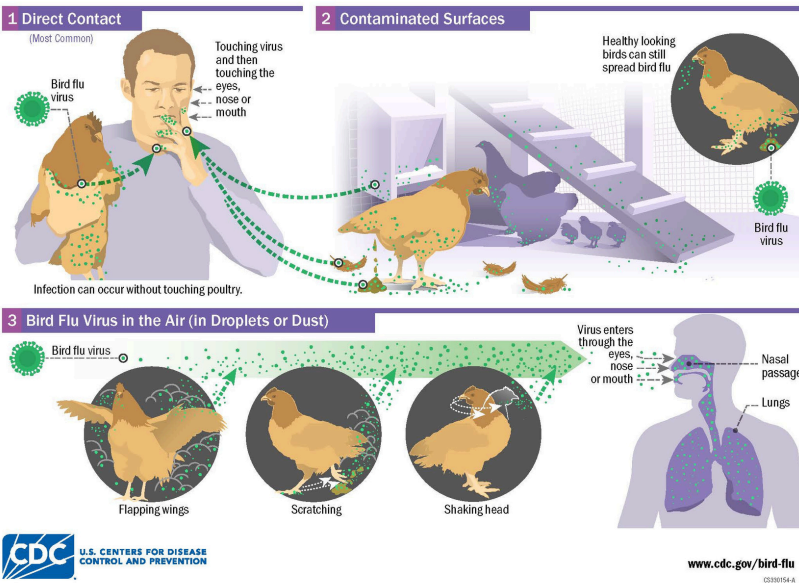 1 Direct Contact
(Most Common)
Bird flu
virus
Touching virus
and then
touching the
eyes,
nose or
mouth
Infection can occur without touching poultry.
2 Contaminated Surfaces
Healthy looking
birds can still
spread bird flu
Bird flu
virus
3 Bird Flu Virus in the Air (in Droplets or Dust)
Bird flu virus
Flapping wings
Scratching
Shaking head
Virus enters
through the
eyes,
nose
or mouth
Nasal
passage
Lungs
CDC
U.S. CENTERS FOR DISEASE
CONTROL AND PREVENTION
www.cdc.gov/bird-flu
CS330154-A